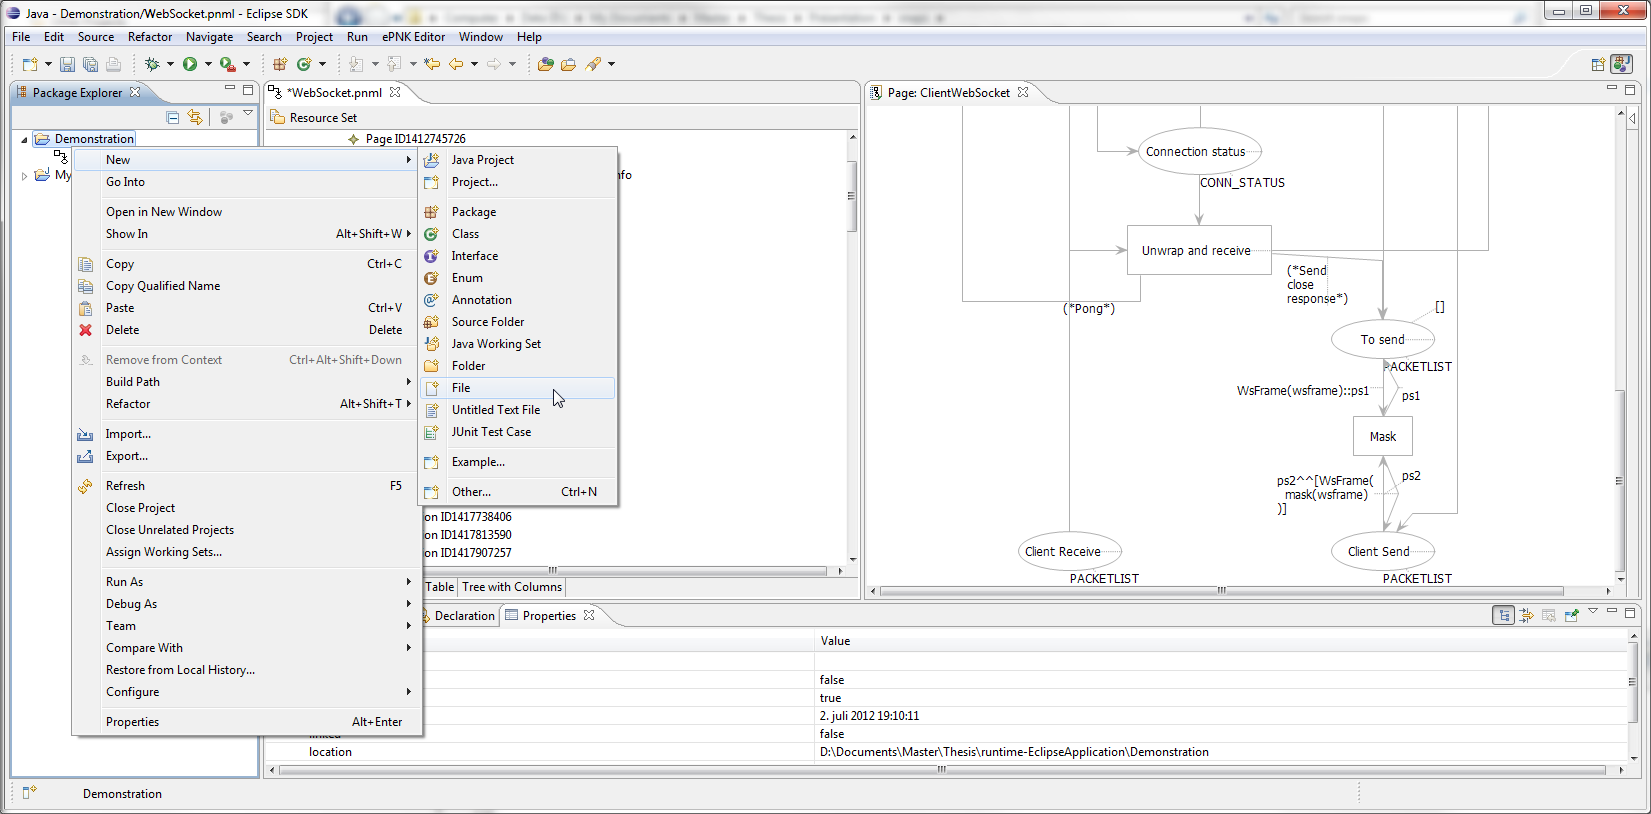 Java - Demonstration/WebSocket.pnml - Eclipse SDK
File Edit Source Refactor Navigate Search Project Run ePNK Editor Window Help
Package Explorer
*WebSocket.pnml
Page: ClientWebSocket
Resource Set
Demonstration
Page ID1412745726
My
nfo
New
Go Into
Open in New Window
Show In Alt+Shift+W
Copy Ctrl+C
Copy Qualified Name
Paste Ctrl+V
Delete Delete
Remove from Context Ctrl+Alt+Shift+Down
Build Path
Refactor Alt+Shift+T
Import...
Export...
Refresh F5
Close Project
Close Unrelated Projects
Assign Working Sets...
Run As
Debug As
Team
Compare With
Restore from Local History...
Configure
Properties Alt+Enter
Java Project
Project...
Package
Class
Interface
Enum
Annotation
Source Folder
Java Working Set
Folder
File
Untitled Text File
JUnit Test Case
Example...
Other... Ctrl+N
on ID1417738406
on ID1417813590
on ID1417907257
Table Tree with Columns
Connection status
CONN_STATUS
Unwrap and receive
(*Send
close
response*)
(*Pong*)
[]
To send
PACKETLIST
WsFrame(wsframe)::ps1
ps1
Mask
ps2
ps2^^[WsFrame(
mask(wsframe)
)]
Client Receive
PACKETLIST
Client Send
PACKETLIST
Declaration Properties
Value
false
true
2. juli 2012 19:10:11
linked false
location D:\Documents\Master\Thesis\runtime-EclipseApplication\Demonstration
Demonstration